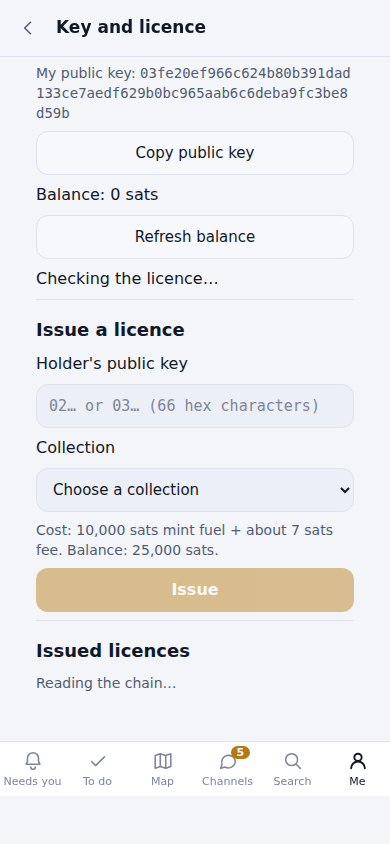 Key and licence
My public key: 03fe20ef966c624b80b391dad
133ce7aedf629b0bc965aab6c6deba9fc3be8
d59b
Copy public key
Balance: 0 sats
Refresh balance
Checking the licence…
Issue a licence
Holder's public key
02… or 03… (66 hex characters)
Collection
Choose a collection
Cost: 10,000 sats mint fuel + about 7 sats
fee. Balance: 25,000 sats.
Issue
Issued licences
Reading the chain…
5
Needs you To do Map Channels Search Me